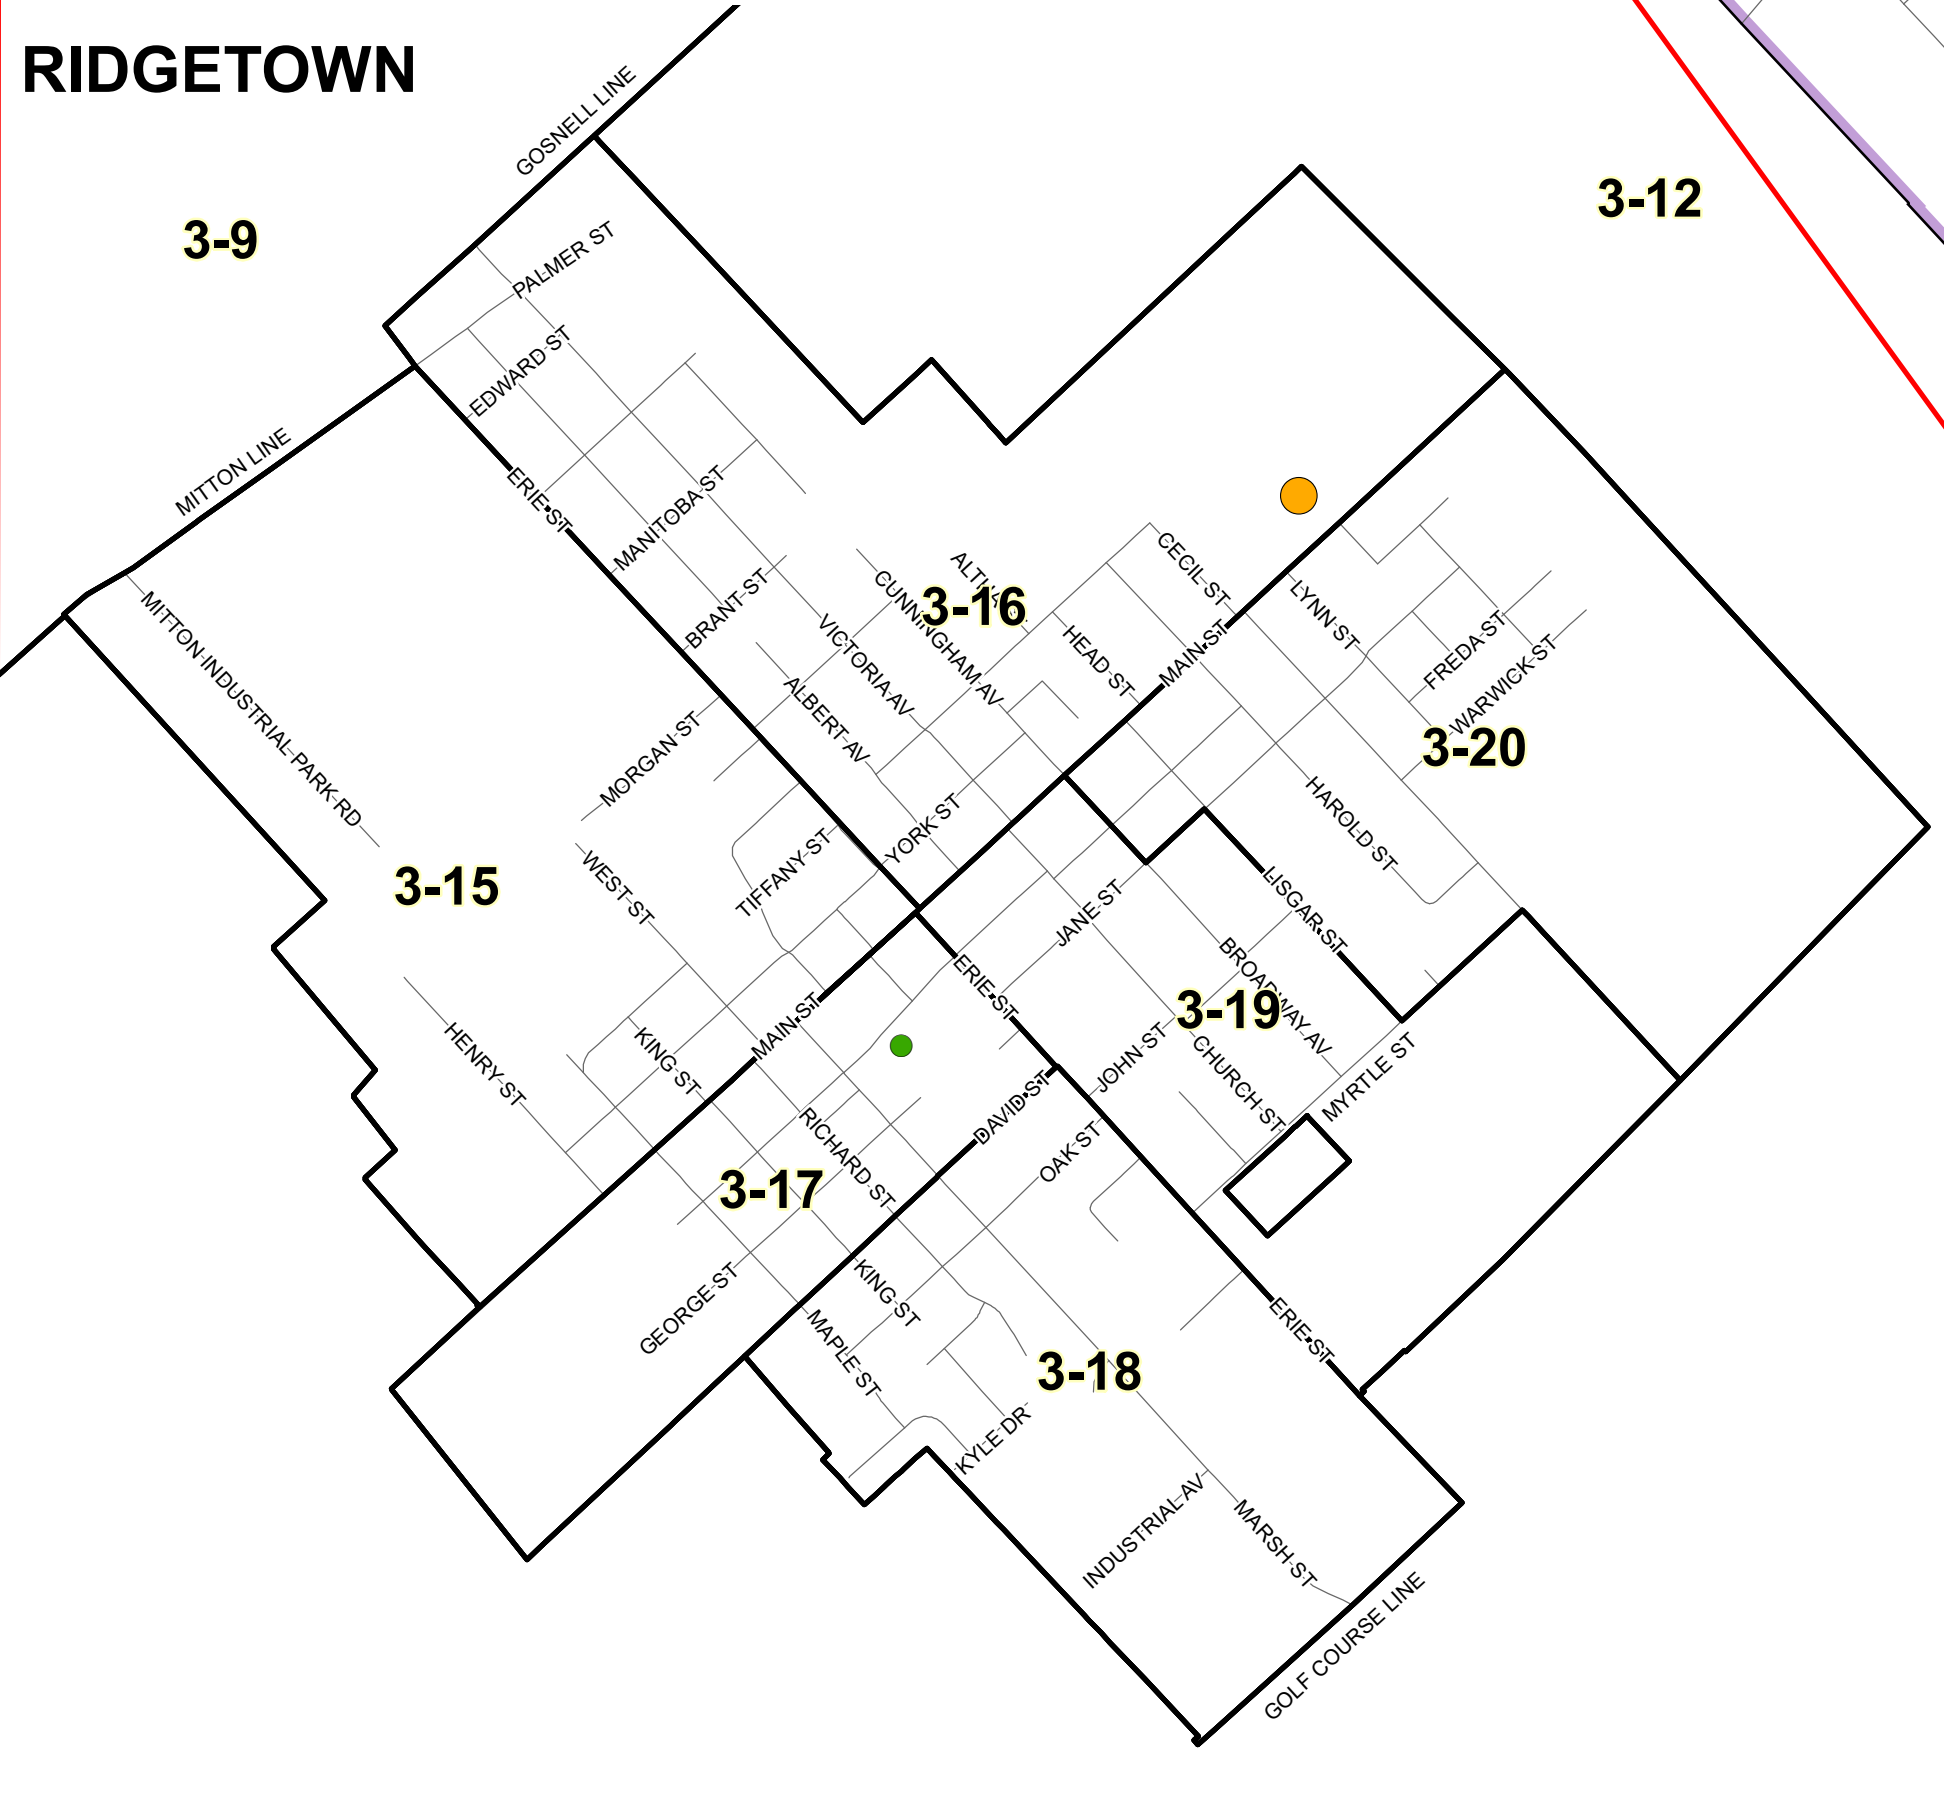 RIDGETOWN
GOSNELL LINE
3-12
3-9
PALMER ST
EDWARD ST
MITTON LINE
ERIE ST
MANITOBA ST
BRANT ST
CUNNINGHAM AV
3-16
CECIL ST
LYNN ST
HEAD ST
MAIN ST
FREDA ST
WARWICK ST
3-20
MITTON INDUSTRIAL PARK RD
VICTORIA AV
ALBERT AV
MORGAN ST
YORK ST
TIFFANY ST
HAROLD ST
3-15
WEST ST
JANE ST
LISGAR ST
BROADWAY AV
ERIE ST
3-19
MAIN ST
HENRY ST
KING ST
JOHN ST
CHURCH ST
MYRTLE ST
DAVID ST
OAK ST
RICHARD ST
3-17
GEORGE ST
KING ST
MAPLE ST
3-18
ERIE ST
KYLE DR
INDUSTRIAL AV
MARSH ST
GOLF COURSE LINE